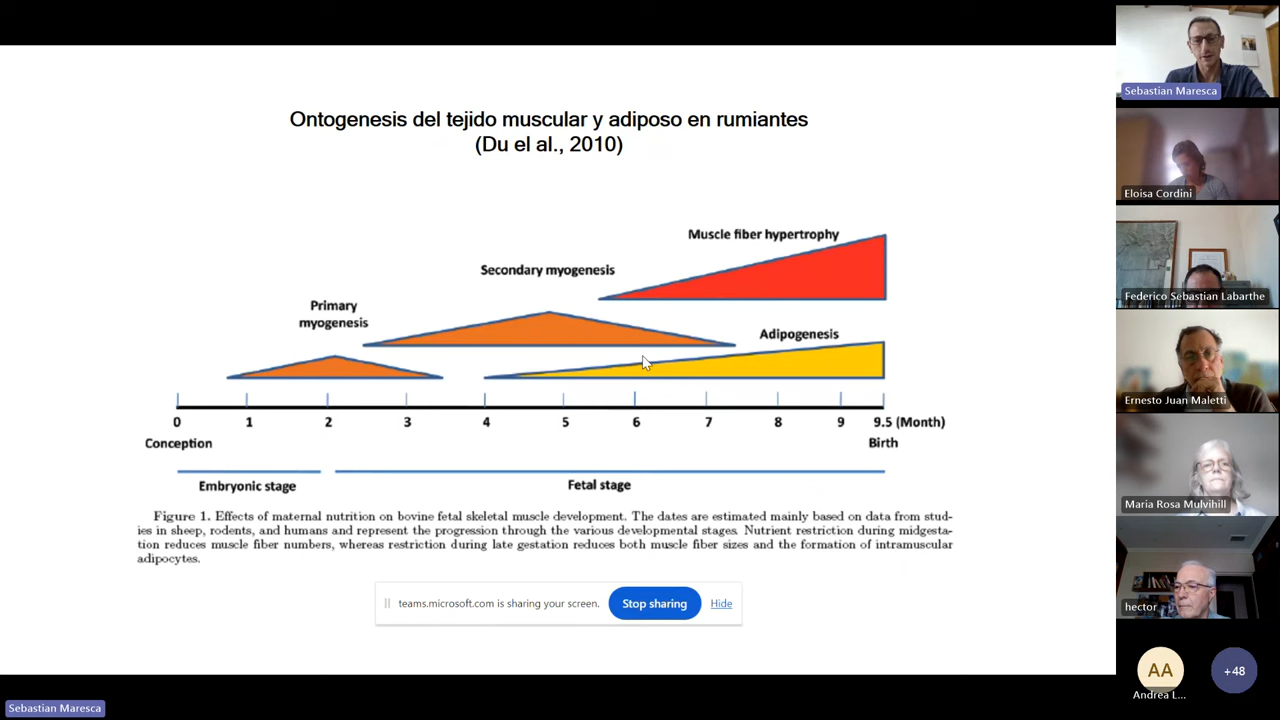 Ontogenesis del tejido muscular y adiposo en rumiantes
(Du el al., 2010)
Muscle fiber hypertrophy
Secondary myogenesis
Primary
myogenesis
Adipogenesis
0 1 2 3 4 5 6 7 8 9 9.5 (Month)
Conception Birth
Embryonic stage Fetal stage
Figure 1. Effects of maternal nutrition on bovine fetal skeletal muscle development. The dates are estimated mainly based on data from stud-
ies in sheep, rodents, and humans and represent the progression through the various developmental stages. Nutrient restriction during midgesta-
tion reduces muscle fiber numbers, whereas restriction during late gestation reduces both muscle fiber sizes and the formation of intramuscular
adipocytes.
teams.microsoft.com is sharing your screen. Stop sharing Hide
Sebastian Maresca
Sebastian Maresca
Eloisa Cordini
Federico Sebastian Labarthe
Ernesto Juan Maletti
Maria Rosa Mulvihill
hector
AA +48
Andrea L...